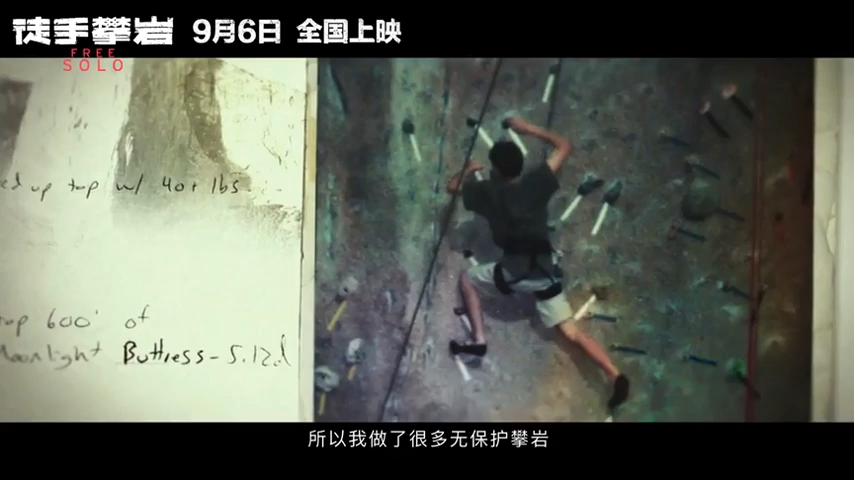 徒手攀岩 9月6日 全国上映
FREE
SOLO
ed up top w/ 40+ lbs.
top 600' of
Moonlight Buttress - 5.12d
所以我做了很多无保护攀岩